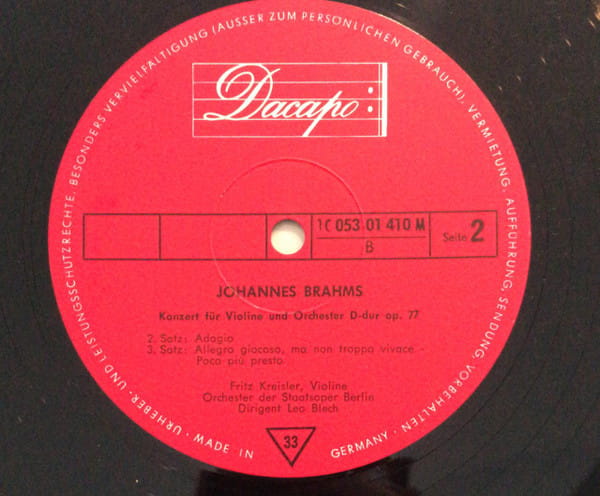 URHEBER- UND LEISTUNGSSCHUTZRECHTE, BESONDERS VERVIELFÄLTIGUNG (AUSSER ZUM PERSÖNLICHEN GEBRAUCH), VERMIETUNG, AUFFÜHRUNG, SENDUNG, VORBEHALTEN
Dacapo
1C 053 01 410 M
B
Seite 2
JOHANNES BRAHMS
Konzert für Violine und Orchester D-dur op. 77
2. Satz: Adagio
3. Satz: Allegro giocoso, ma non troppo vivace -
Poco più presto
Fritz Kreisler, Violine
Orchester der Staatsoper Berlin
Dirigent Leo Blech
33
· MADE IN GERMANY ·